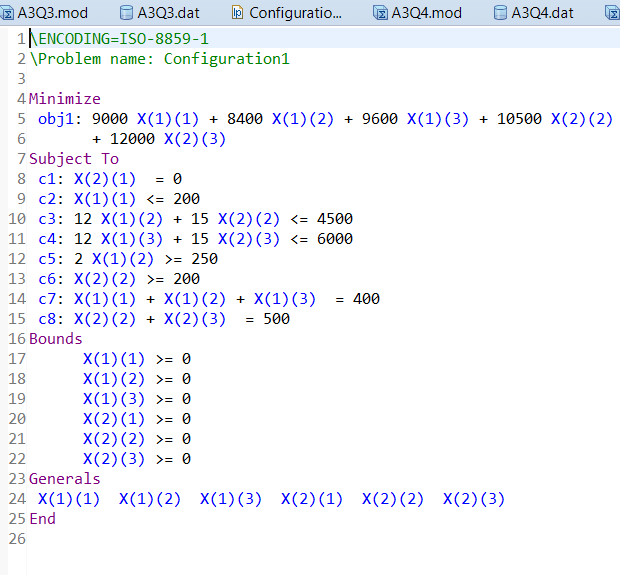 A3Q3.mod A3Q3.dat Configuratio... A3Q4.mod A3Q4.dat
1 \ENCODING=ISO-8859-1
2 \Problem name: Configuration1
3
4 Minimize
5 obj1: 9000 X(1)(1) + 8400 X(1)(2) + 9600 X(1)(3) + 10500 X(2)(2)
6 + 12000 X(2)(3)
7 Subject To
8 c1: X(2)(1) = 0
9 c2: X(1)(1) <= 200
10 c3: 12 X(1)(2) + 15 X(2)(2) <= 4500
11 c4: 12 X(1)(3) + 15 X(2)(3) <= 6000
12 c5: 2 X(1)(2) >= 250
13 c6: X(2)(2) >= 200
14 c7: X(1)(1) + X(1)(2) + X(1)(3) = 400
15 c8: X(2)(2) + X(2)(3) = 500
16 Bounds
17 X(1)(1) >= 0
18 X(1)(2) >= 0
19 X(1)(3) >= 0
20 X(2)(1) >= 0
21 X(2)(2) >= 0
22 X(2)(3) >= 0
23 Generals
24 X(1)(1) X(1)(2) X(1)(3) X(2)(1) X(2)(2) X(2)(3)
25 End
26